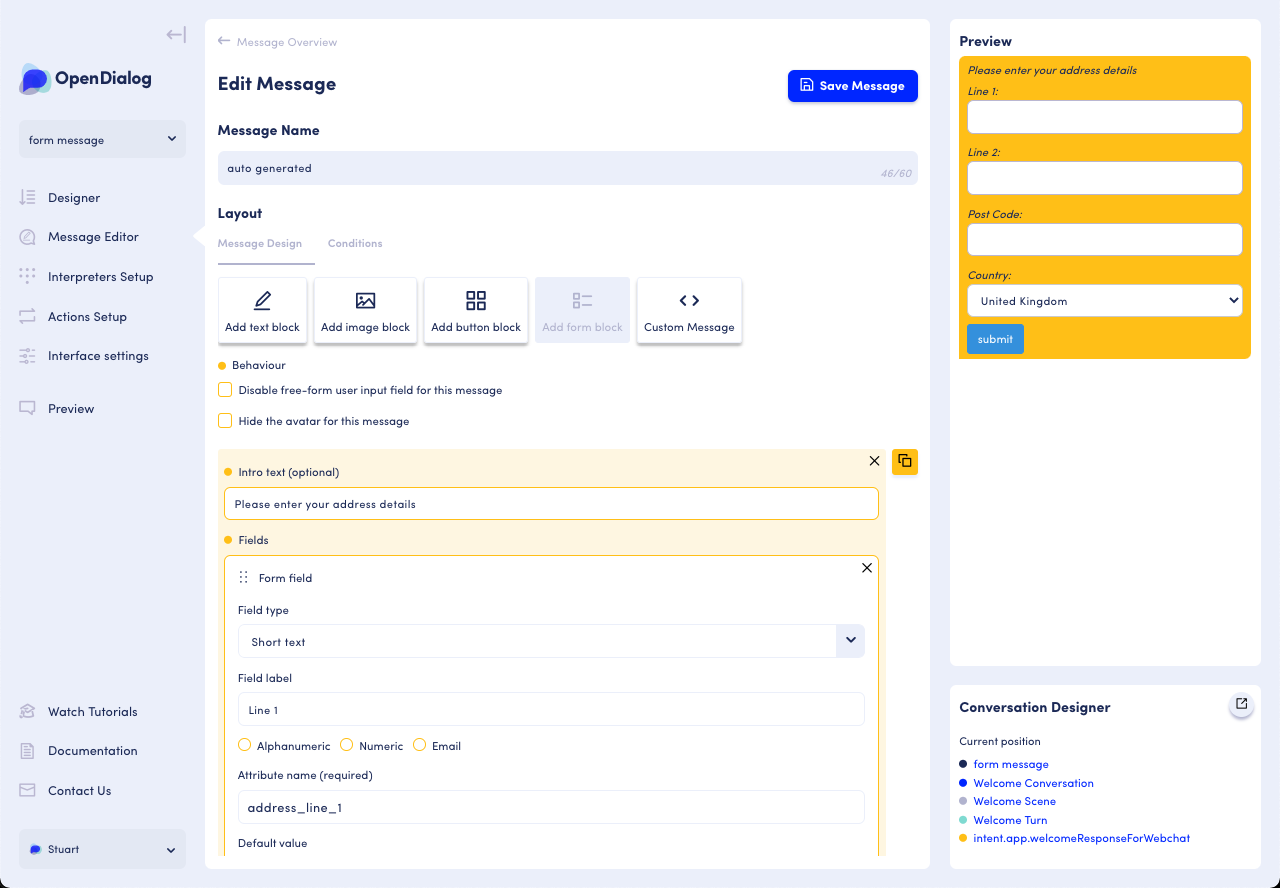 OpenDialog
form message
Designer
Message Editor
Interpreters Setup
Actions Setup
Interface settings
Preview
Watch Tutorials
Documentation
Contact Us
Stuart
Message Overview
Edit Message
Save Message
Message Name
auto generated
46/60
Layout
Message Design Conditions
Add text block Add image block Add button block Add form block Custom Message
Behaviour
Disable free-form user input field for this message
Hide the avatar for this message
Intro text (optional)
Please enter your address details
Fields
Form field
Field type
Short text
Field label
Line 1
Alphanumeric Numeric Email
Attribute name (required)
address_line_1
Default value
Preview
Please enter your address details
Line 1:
Line 2:
Post Code:
Country:
United Kingdom
submit
Conversation Designer
Current position
form message
Welcome Conversation
Welcome Scene
Welcome Turn
intent.app.welcomeResponseForWebchat